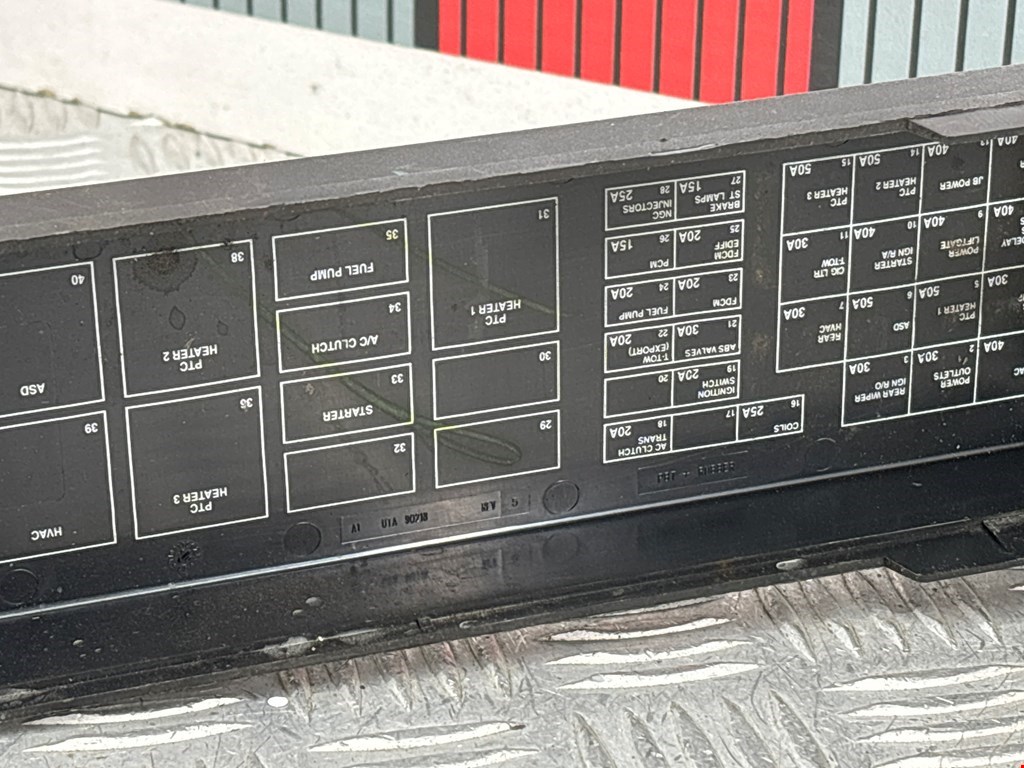 40A
2
POWER
OUTLETS
30A
3
REAR WIPER
IGN R/O
30A
30A
5
PTC
HEATER 1
50A
6
ASD
50A
7
REAR
HVAC
30A
40A
9
POWER
LIFTGATE
40A
10
STARTER
IGN R/A
40A
11
CIG LTR
T-TOW
30A
40A
13
JB POWER
40A
14
PTC
HEATER 2
50A
15
PTC
HEATER 3
50A
16
COILS
25A
17
18
AC CLUTCH
TRANS
20A
19
IGNITION
SWITCH
20A
20
21
ABS VALVES
30A
22
T-TOW
(EXPORT)
20A
23
FDCM
20A
24
FUEL PUMP
20A
25
FDCM
EDIFF
20A
26
PCM
15A
27
BRAKE
ST LAMPS
15A
28
NGC
INJECTORS
25A
29
30
31
PTC
HEATER 1
32
33
STARTER
34
A/C CLUTCH
35
FUEL PUMP
PTC
HEATER 3
38
PTC
HEATER 2
39
HVAC
40
ASD
A1
REV 5